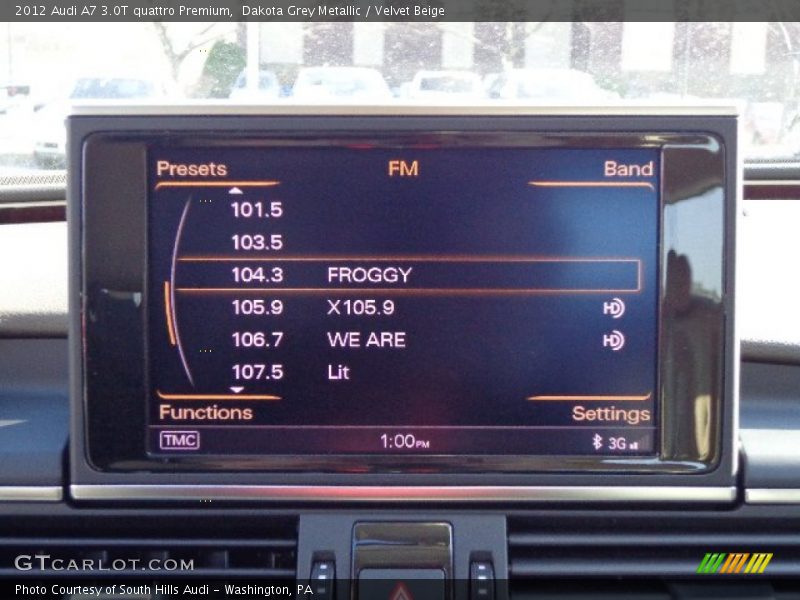 2012 Audi A7 3.0T quattro Premium,  Dakota Grey Metallic / Velvet Beige
Presets FM Band
101.5
103.5
104.3 FROGGY
105.9 X105.9 HD
106.7 WE ARE HD
107.5 Lit
Functions Settings
TMC 1:00PM 3G
GTCARLOT.COM
Photo Courtesy of South Hills Audi - Washington, PA